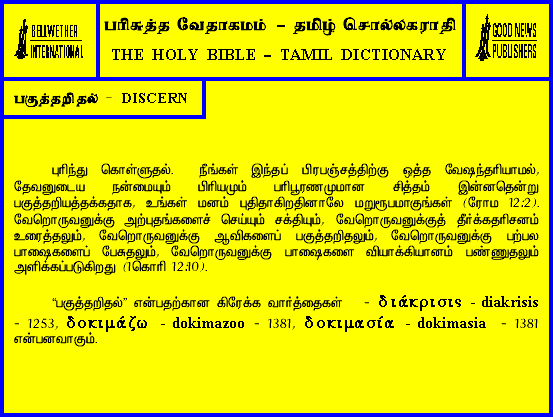 BELLWETHER
INTERNATIONAL
பரிசுத்த வேதாகமம் – தமிழ் சொல்லகராதி
THE HOLY BIBLE – TAMIL DICTIONARY
GOOD NEWS
PUBLISHERS
பகுத்தறிதல் - DISCERN
புரிந்து கொள்ளுதல். நீங்கள் இந்தப் பிரபஞ்சத்திற்கு ஒத்த வேஷந்தரியாமல்,
தேவனுடைய நன்மையும் பிரியமும் பரிபூரணமுமான சித்தம் இன்னதென்று
பகுத்தறியத்தக்கதாக, உங்கள் மனம் புதிதாகிறதினாலே மறுரூபமாகுங்கள் (ரோம 12:2).
வேறொருவனுக்கு அற்புதங்களைச் செய்யும் சக்தியும், வேறொருவனுக்குத் தீர்க்கதரிசனம்
உரைத்தலும், வேறொருவனுக்கு ஆவிகளைப் பகுத்தறிதலும், வேறொருவனுக்கு பற்பல
பாஷைகளைப் பேசுதலும், வேறொருவனுக்கு பாஷைகளை வியாக்கியானம் பண்ணுதலும்
அளிக்கப்படுகிறது (1கொரி 12:10).
“பகுத்தறிதல்” என்பதற்கான கிரேக்க வார்த்தைகள் - διάκρισις - diakrisis
- 1253, δοκιμάζω - dokimazoo - 1381, δοκιμασία - dokimasia - 1381
என்பனவாகும்.